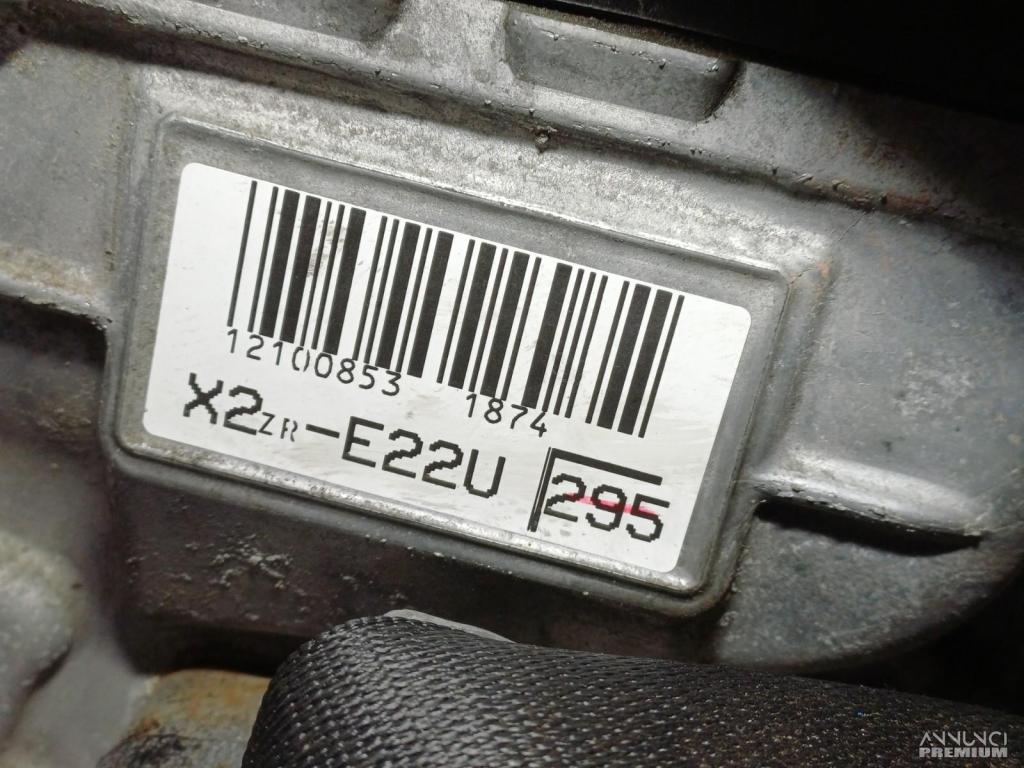 12100853 1874
X2ZR-E22U 295
ANNUNCI
PREMIUM